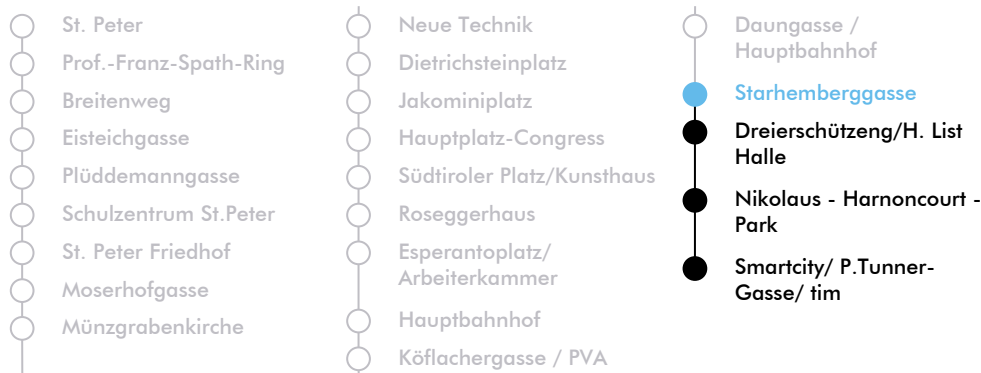 St. Peter
Prof.-Franz-Spath-Ring
Breitenweg
Eisteichgasse
Plüddemanngasse
Schulzentrum St.Peter
St. Peter Friedhof
Moserhofgasse
Münzgrabenkirche
Neue Technik
Dietrichsteinplatz
Jakominiplatz
Hauptplatz-Congress
Südtiroler Platz/Kunsthaus
Roseggerhaus
Esperantoplatz/
Arbeiterkammer
Hauptbahnhof
Köflachergasse / PVA
Daungasse /
Hauptbahnhof
Starhemberggasse
Dreierschützeng/H. List
Halle
Nikolaus - Harnoncourt -
Park
Smartcity/ P.Tunner-
Gasse/ tim